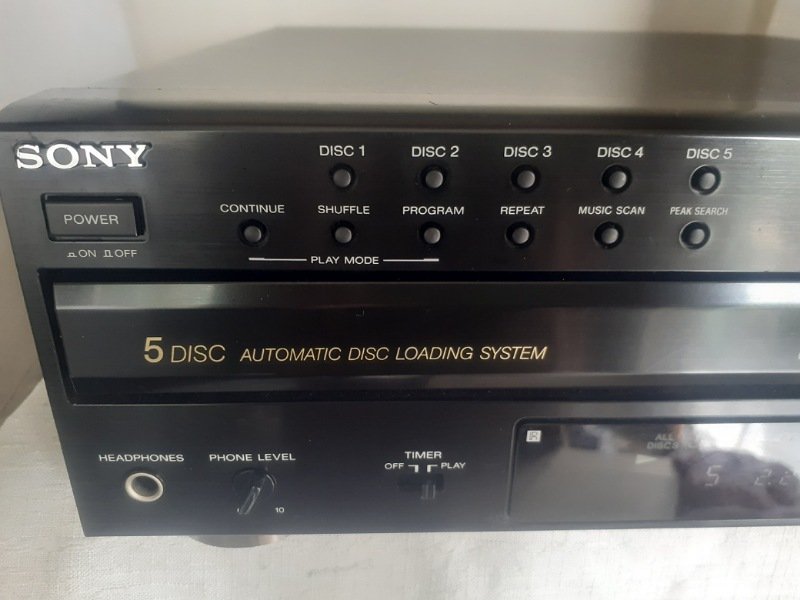 SONY
DISC 1 DISC 2 DISC 3 DISC 4 DISC 5
POWER
CONTINUE SHUFFLE PROGRAM REPEAT MUSIC SCAN PEAK SEARCH
ON OFF
PLAY MODE
5 DISC AUTOMATIC DISC LOADING SYSTEM
HEADPHONES PHONE LEVEL TIMER
OFF PLAY
10
ALL
5